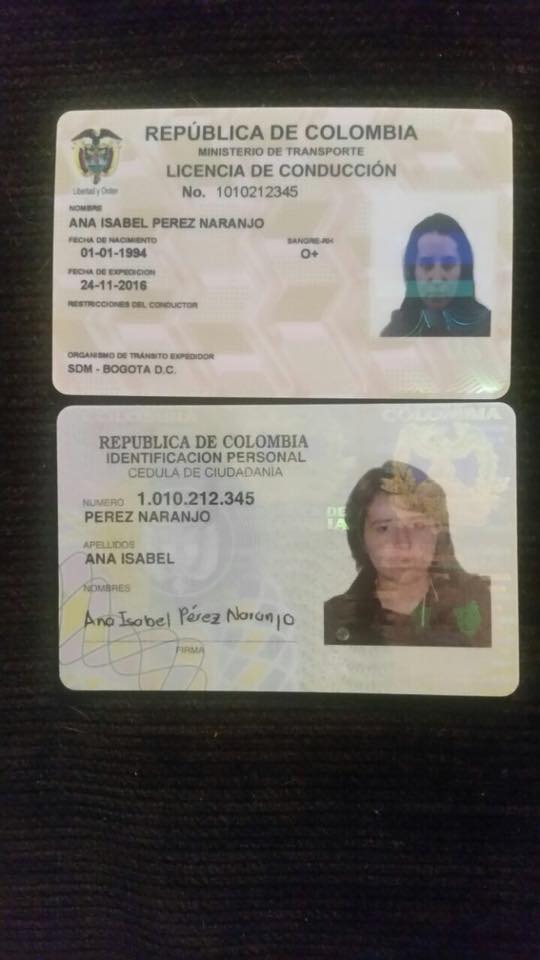 REPÚBLICA DE COLOMBIA
MINISTERIO DE TRANSPORTE
LICENCIA DE CONDUCCIÓN
No. 1010212345
Libertad y Orden
NOMBRE
ANA ISABEL PEREZ NARANJO
FECHA DE NACIMIENTO SANGRE-RH
01-01-1994 O+
FECHA DE EXPEDICION
24-11-2016
RESTRICCIONES DEL CONDUCTOR
ORGANISMO DE TRÁNSITO EXPEDIDOR
SDM - BOGOTA D.C.
COLOMBIA COLOMBIA
REPUBLICA DE COLOMBIA
IDENTIFICACION PERSONAL
CEDULA DE CIUDADANIA
NUMERO 1.010.212.345
PEREZ NARANJO
DE
IA
APELLIDOS
ANA ISABEL
NOMBRES
Ana Isabel Pérez Naranjo
FIRMA